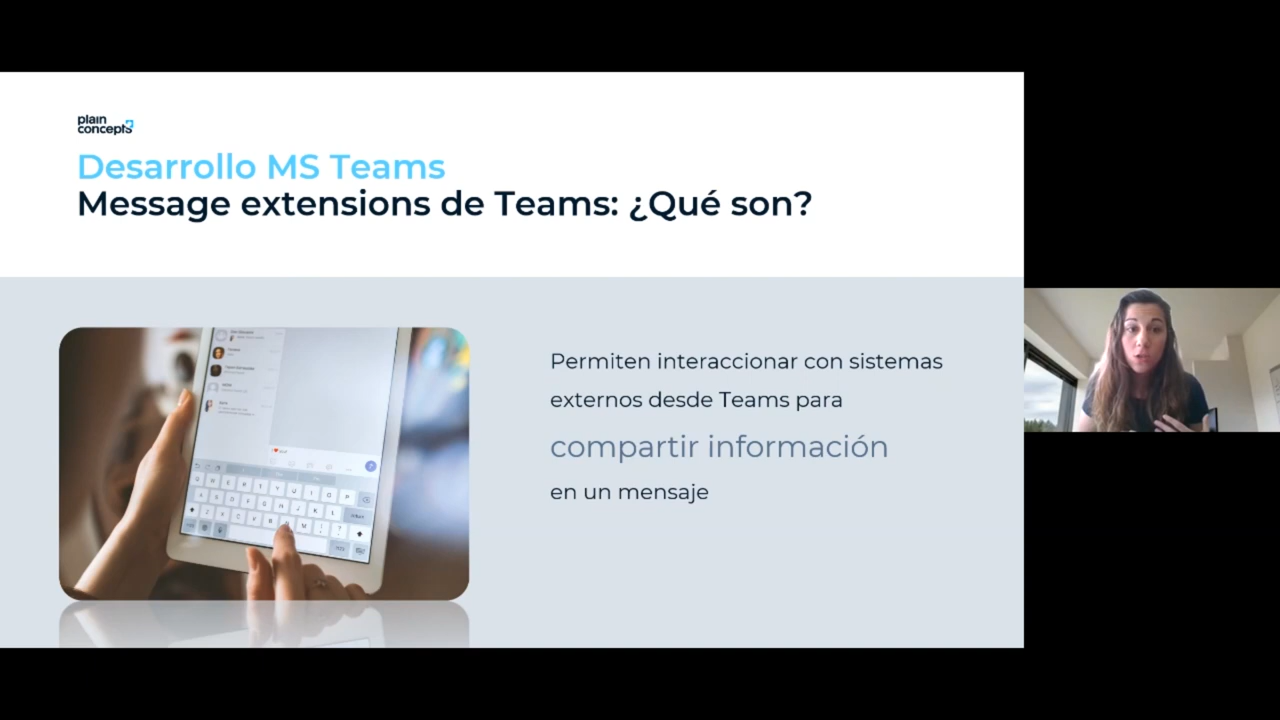 plain
concepts
Desarrollo MS Teams
Message extensions de Teams: ¿Qué son?
Permiten interaccionar con sistemas
externos desde Teams para
compartir información
en un mensaje